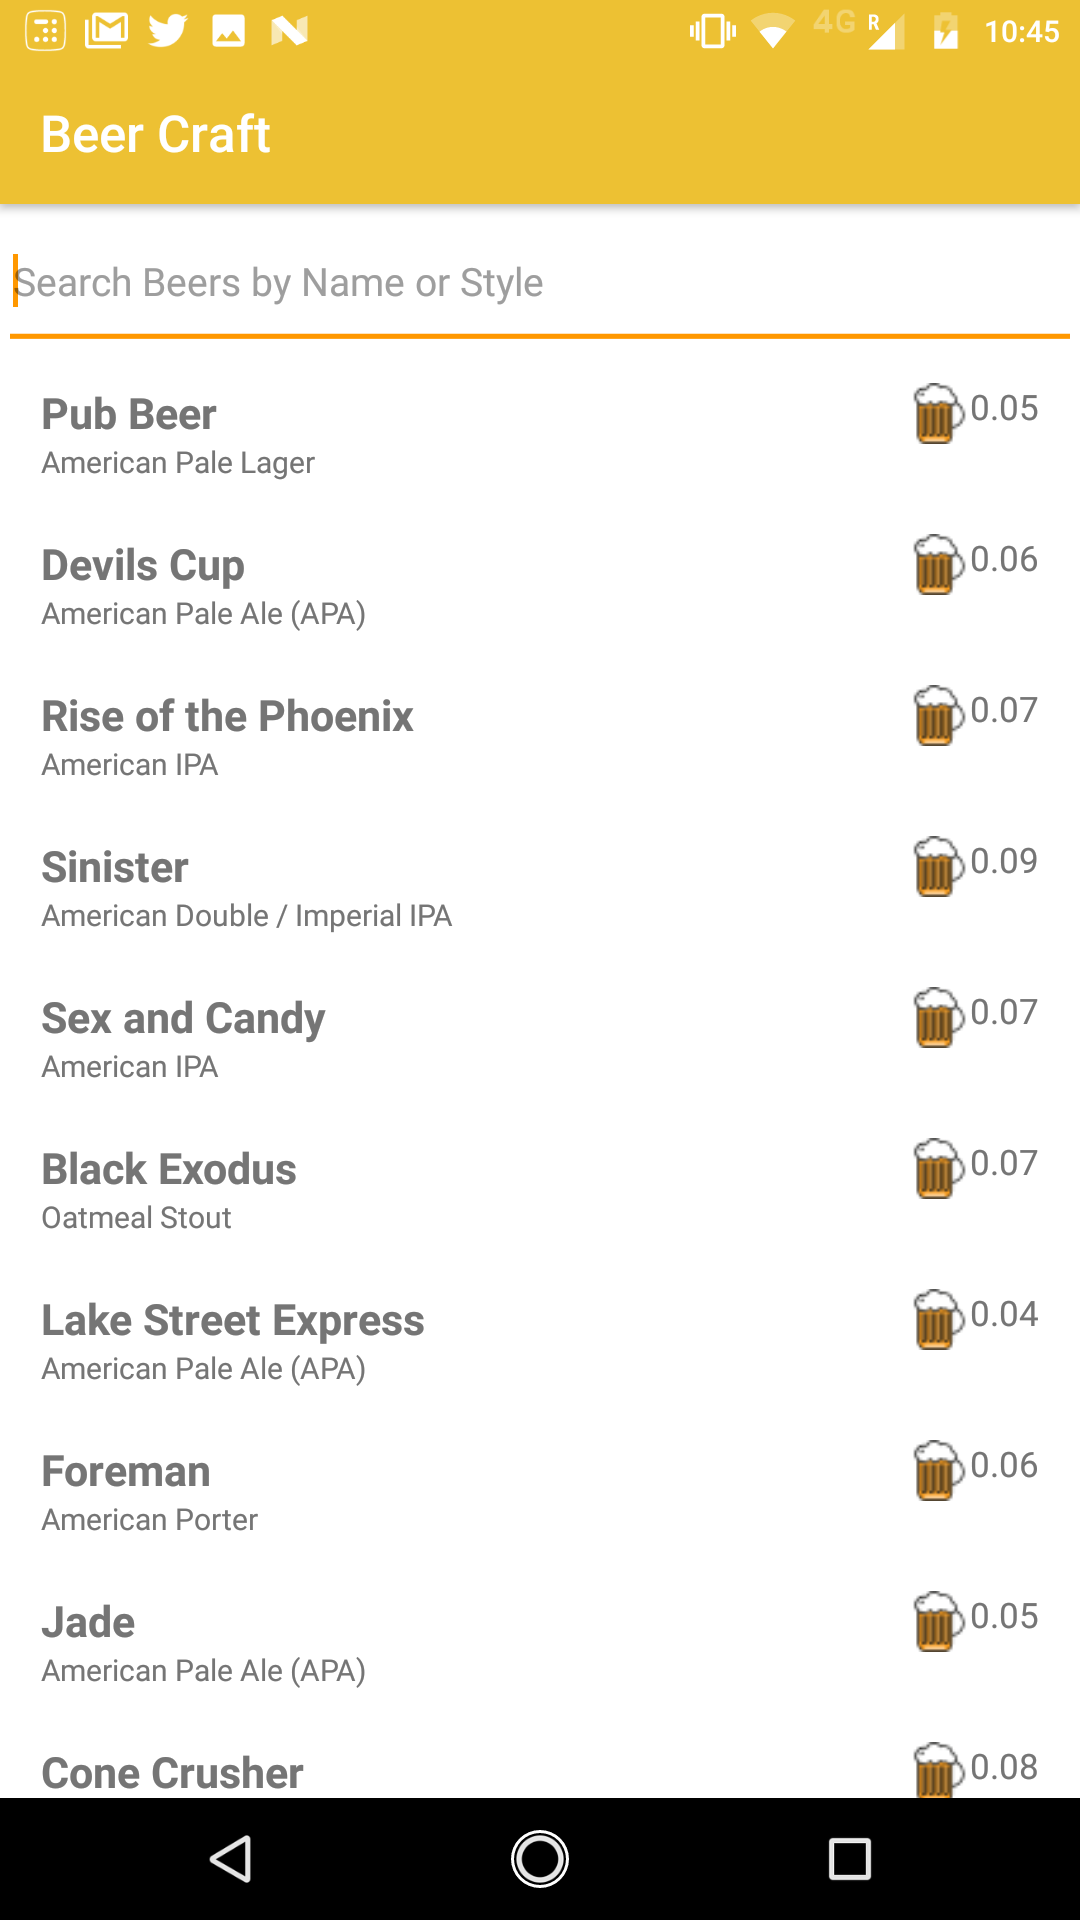 4G R 10:45
Beer Craft
Search Beers by Name or Style
Pub Beer 0.05
American Pale Lager
Devils Cup 0.06
American Pale Ale (APA)
Rise of the Phoenix 0.07
American IPA
Sinister 0.09
American Double / Imperial IPA
Sex and Candy 0.07
American IPA
Black Exodus 0.07
Oatmeal Stout
Lake Street Express 0.04
American Pale Ale (APA)
Foreman 0.06
American Porter
Jade 0.05
American Pale Ale (APA)
Cone Crusher 0.08